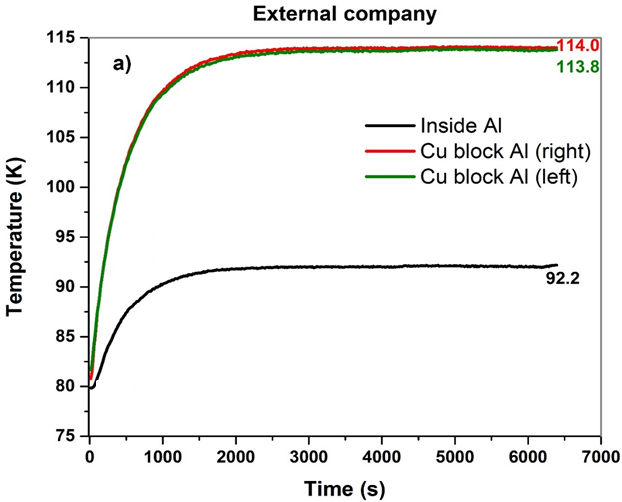 External company
115
114.0
a)
113.8
110
Inside Al
105
Cu block Al (right)
Cu block Al (left)
100
95
92.2
90
85
80
75
Temperature (K)
0 1000 2000 3000 4000 5000 6000 7000
Time (s)